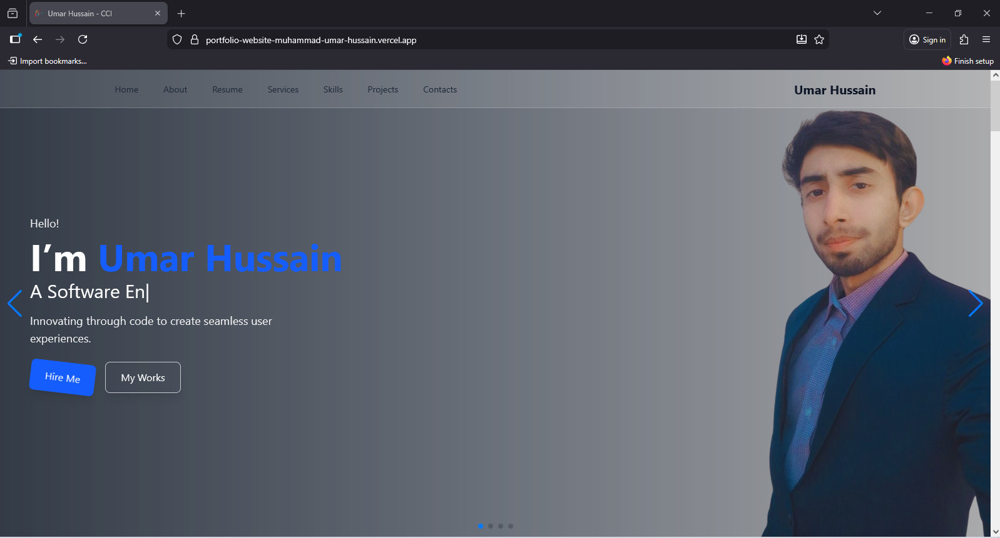 Umar Hussain - CCI
portfolio-website-muhammad-umar-hussain.vercel.app
Sign in
Import bookmarks...
Finish setup
Home About Resume Services Skills Projects Contacts
Umar Hussain
Hello!
I’m Umar Hussain
A Software En|
Innovating through code to create seamless user
experiences.
Hire Me
My Works